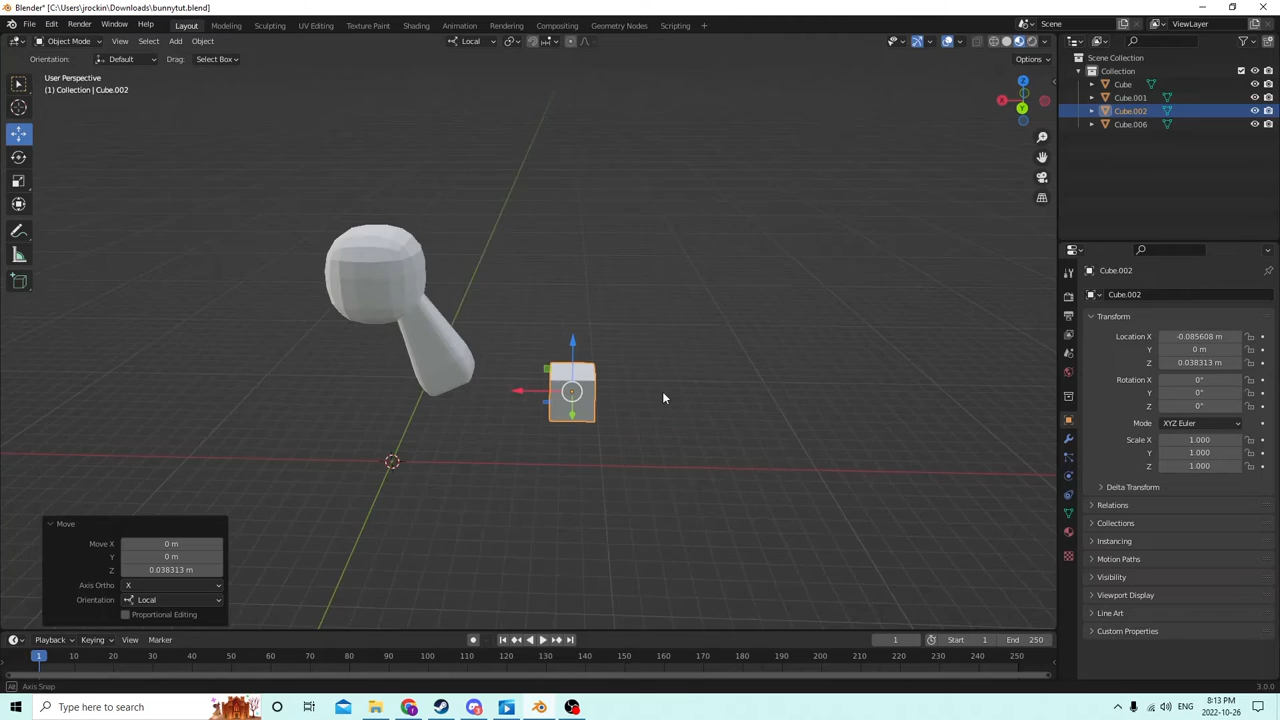 Blender* [C:\Users\jrockin\Downloads\bunnytut.blend]
File Edit Render Window Help Layout Modeling Sculpting UV Editing Texture Paint Shading Animation Rendering Compositing Geometry Nodes Scripting + Scene ViewLayer
Object Mode View Select Add Object Local
Orientation: Default Drag: Select Box Options
User Perspective
(1) Collection | Cube.002
Scene Collection
Collection
Cube
Cube.001
Cube.002
Cube.006
X
Y
Z
Cube.002
Cube.002
Transform
Location X -0.085608 m
Y 0 m
Z 0.038313 m
Rotation X 0°
Y 0°
Z 0°
Mode XYZ Euler
Scale X 1.000
Y 1.000
Z 1.000
Delta Transform
Relations
Collections
Instancing
Motion Paths
Visibility
Viewport Display
Line Art
Custom Properties
Move
Move X 0 m
Y 0 m
Z 0.038313 m
Axis Ortho X
Orientation Local
Proportional Editing
Playback Keying View Marker 1 Start 1 End 250
1 10 20 30 40 50 60 70 80 90 100 110 120 130 140 150 160 170 180 190 200 210 220 230 240 250
Axis Snap 3.0.0
Type here to search
ENG
8:13 PM
2022-10-26